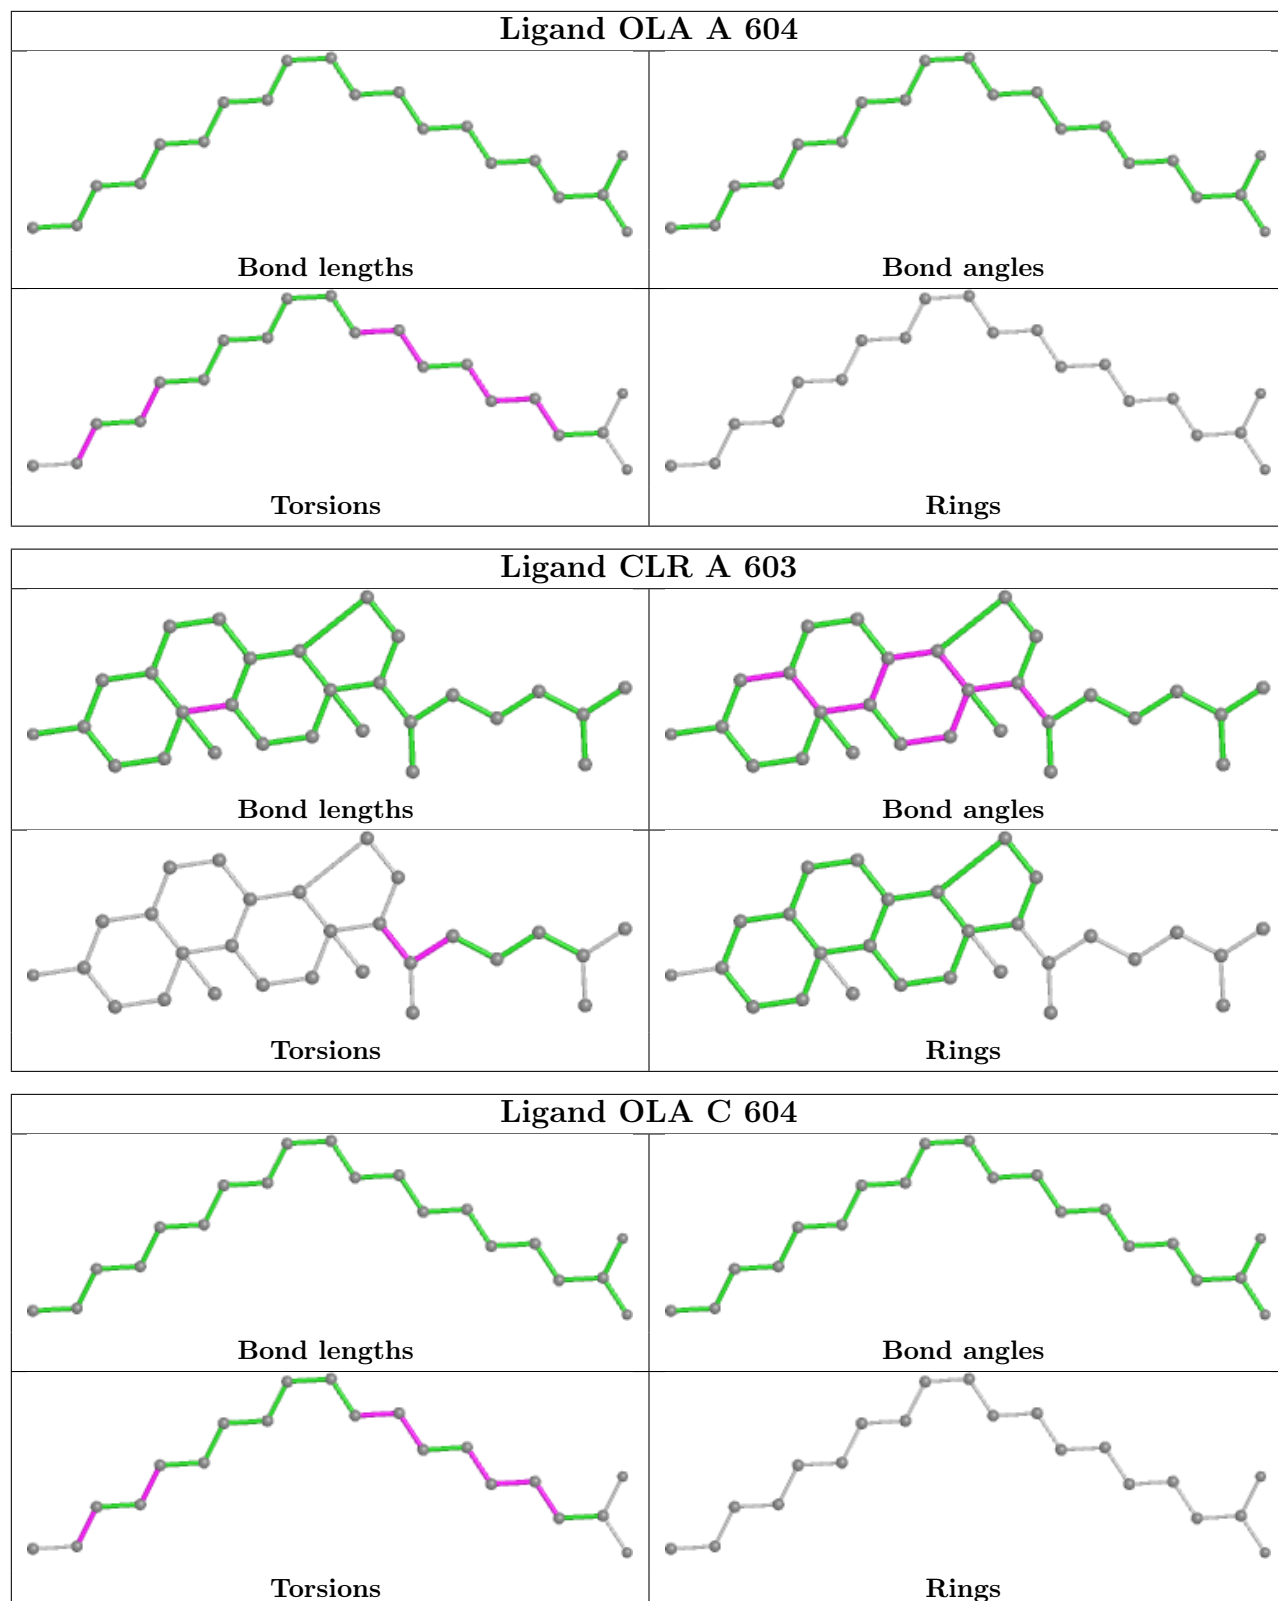 Ligand OLA A 604
Bond lengths
Bond angles
Torsions
Rings
Ligand CLR A 603
Bond lengths
Bond angles
Torsions
Rings
Ligand OLA C 604
Bond lengths
Bond angles
Torsions
Rings